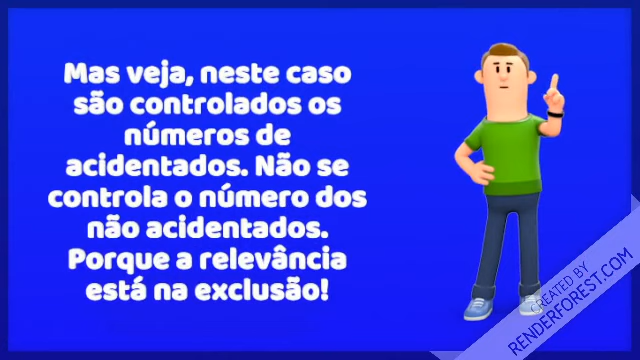 Mas veja, neste caso
são controlados os
números de
acidentados. Não se
controla o número dos
não acidentados.
Porque a relevância
está na exclusão!
CREATED BY
RENDERFOREST.COM